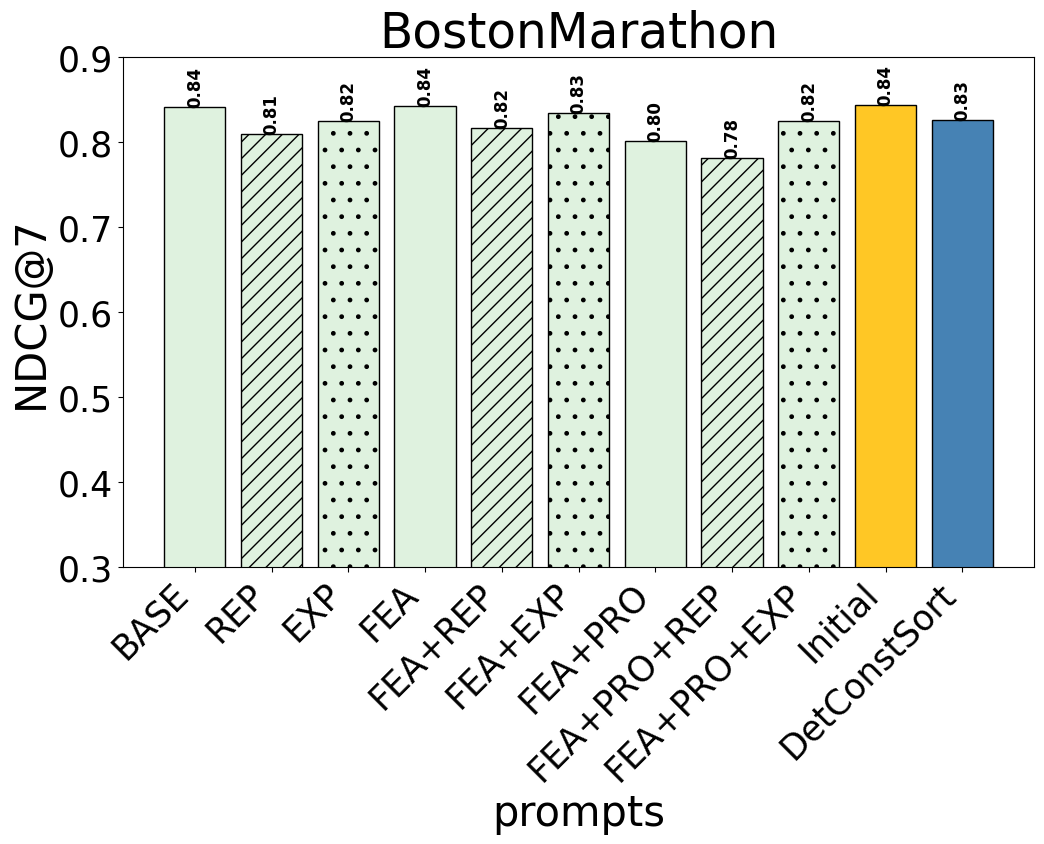 BostonMarathon
NDCG@7
0.9
0.8
0.7
0.6
0.5
0.4
0.3
0.84
0.81
0.82
0.84
0.82
0.83
0.80
0.78
0.82
0.84
0.83
BASE
REP
EXP
FEA
FEA+REP
FEA+EXP
FEA+PRO
FEA+PRO+REP
FEA+PRO+EXP
Initial
DetConstSort
prompts